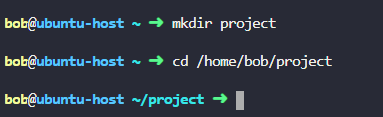 bob@ubuntu-host ~ ➜ mkdir project
bob@ubuntu-host ~ ➜ cd /home/bob/project
bob@ubuntu-host ~/project ➜